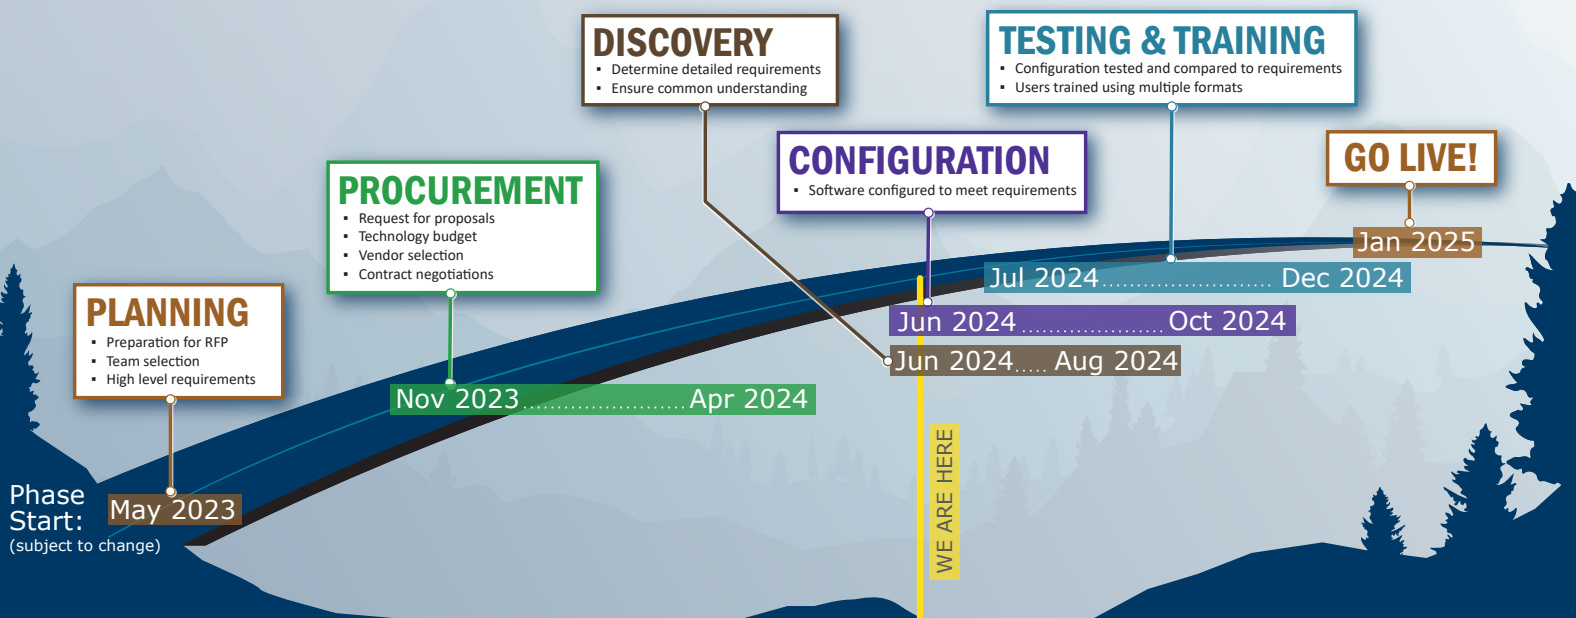 DISCOVERY
▪ Determine detailed requirements
▪ Ensure common understanding
TESTING & TRAINING
▪ Configuration tested and compared to requirements
▪ Users trained using multiple formats
CONFIGURATION
▪ Software configured to meet requirements
GO LIVE!
PROCUREMENT
▪ Request for proposals
▪ Technology budget
▪ Vendor selection
▪ Contract negotiations
PLANNING
▪ Preparation for RFP
▪ Team selection
▪ High level requirements
Jan 2025
Jul 2024........................Dec 2024
Jun 2024....................Oct 2024
Jun 2024..... Aug 2024
Nov 2023.......................Apr 2024
WE ARE HERE
Phase
Start:
(subject to change)
May 2023